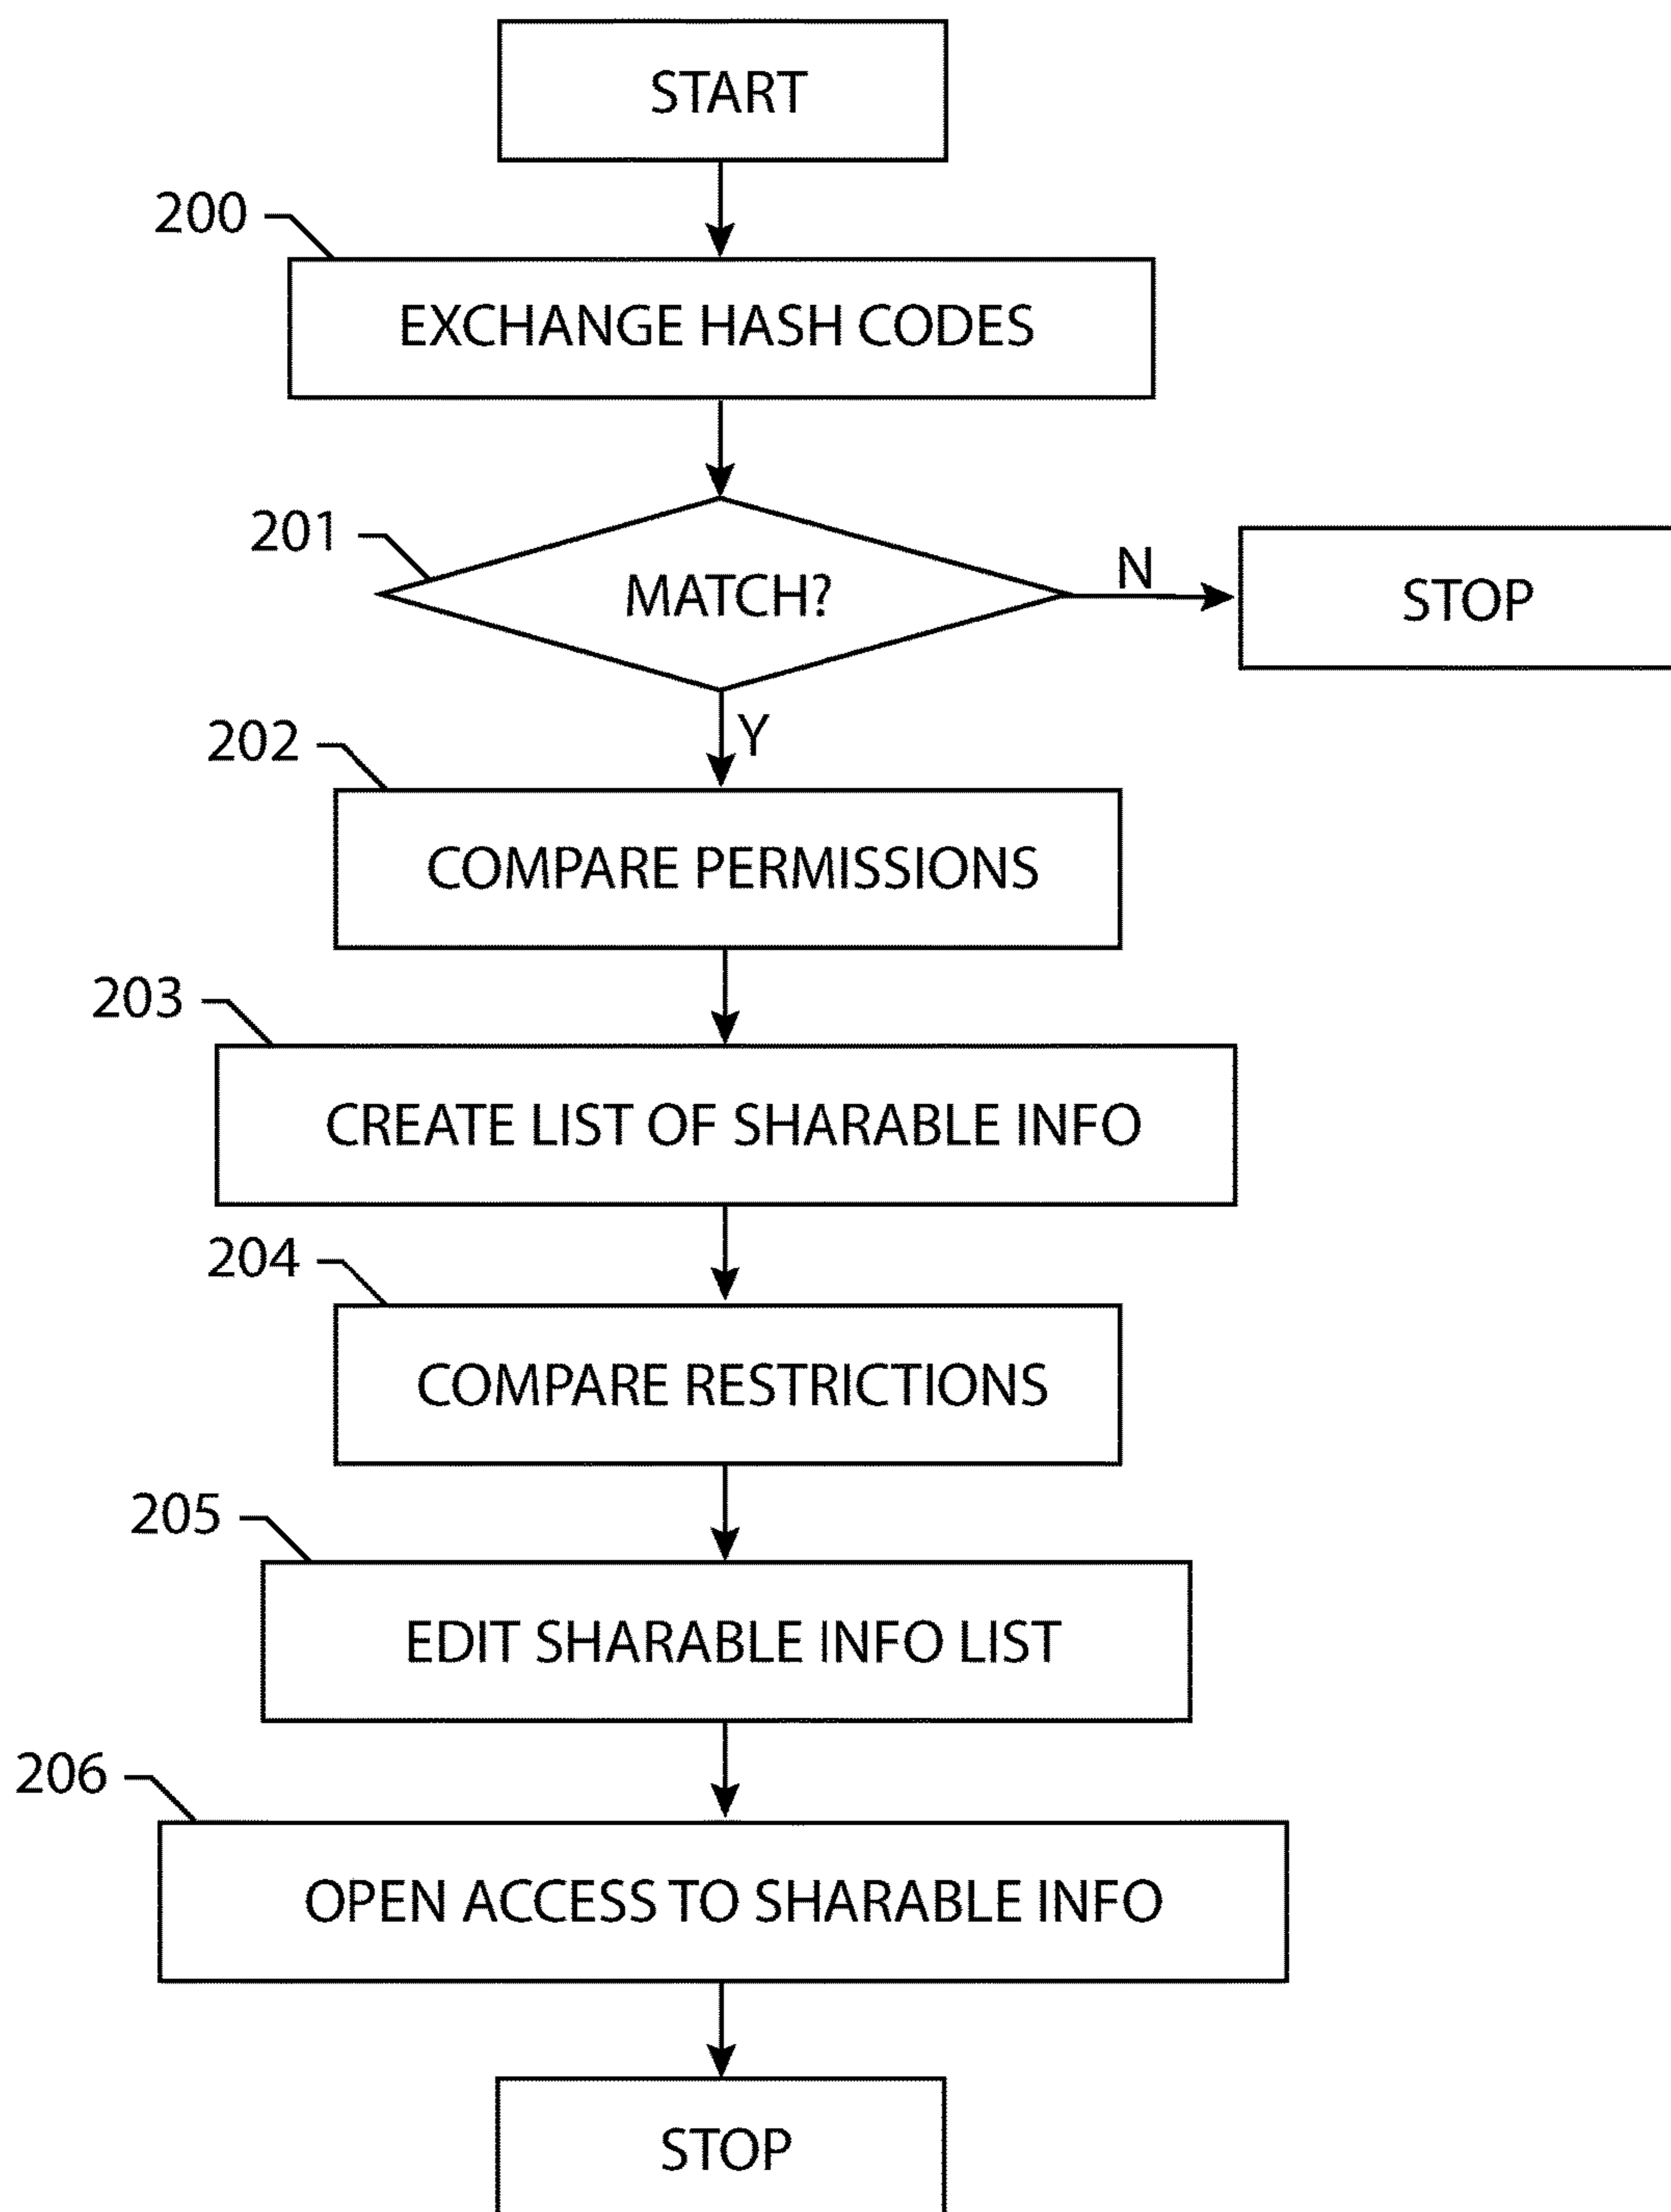 START
200
EXCHANGE HASH CODES
201
MATCH?
N
STOP
Y
202
COMPARE PERMISSIONS
203
CREATE LIST OF SHARABLE INFO
204
COMPARE RESTRICTIONS
205
EDIT SHARABLE INFO LIST
206
OPEN ACCESS TO SHARABLE INFO
STOP